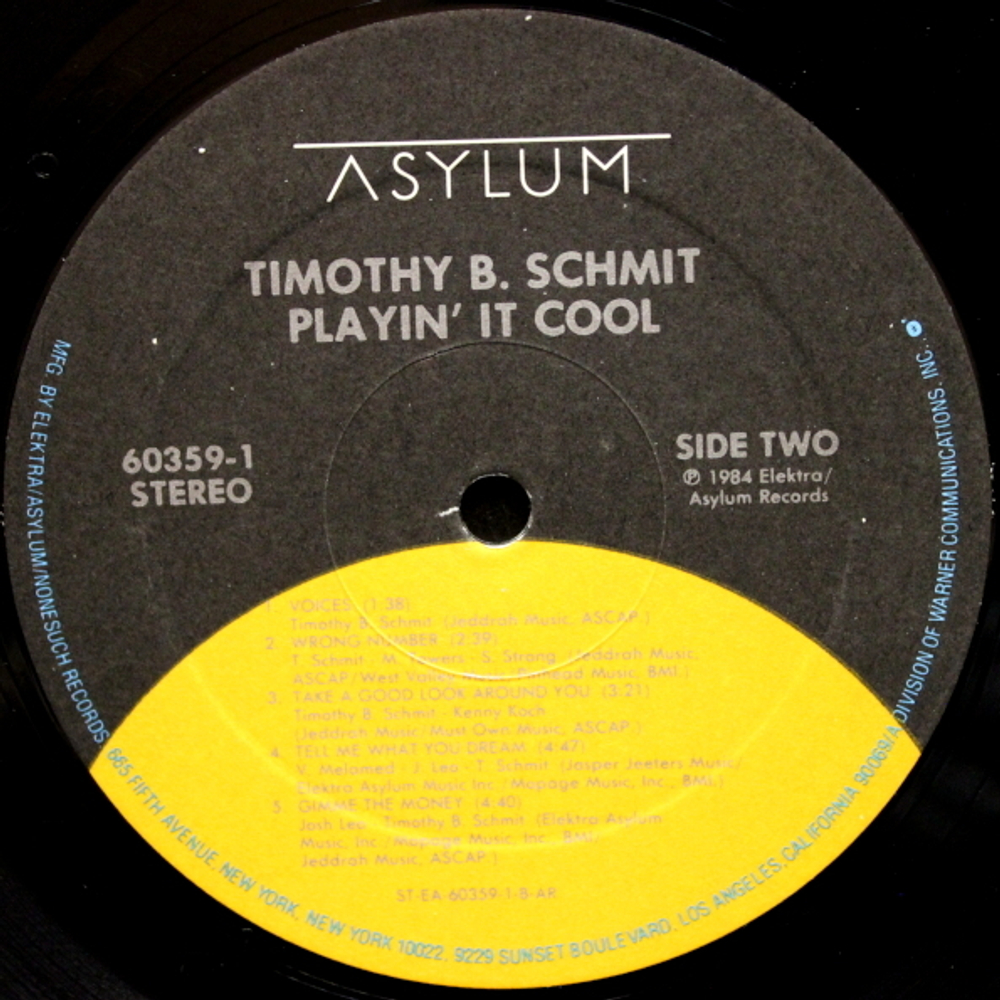 ASYLUM
TIMOTHY B. SCHMIT
PLAYIN' IT COOL
60359-1
STEREO
SIDE TWO
℗ 1984 Elektra/
Asylum Records
1. VOICES (1:38)
Timothy B. Schmit (Jeddrah Music, ASCAP.)
2. WRONG NUMBER (2:39)
T. Schmit - M. - S. Strong (Jeddrah Music,
ASCAP/West Valley Music/ Music, BMI.)
3. TAKE A GOOD LOOK AROUND YOU (3:21)
Timothy B. Schmit - Kenny Koch
(Jeddrah Music/Must Own Music, ASCAP.)
4. TELL ME WHAT YOU DREAM (4:47)
V. Melamed - J. Leo - T. Schmit (Jasper Jeeters Music/
Elektra Asylum Music Inc./Mopage Music, Inc., BMI.)
5. GIMME THE MONEY (4:40)
Josh Leo - Timothy B. Schmit (Elektra Asylum
Music, Inc./Mopage Music, Inc., BMI/
Jeddrah Music, ASCAP.)
ST-EA-60359-1-B-AR
MFG. BY ELEKTRA/ASYLUM/NONESUCH RECORDS, 665 FIFTH AVENUE, NEW YORK, NEW YORK 10022. 9229 SUNSET BOULEVARD, LOS ANGELES, CALIFORNIA 90069/A DIVISION OF WARNER COMMUNICATIONS, INC.